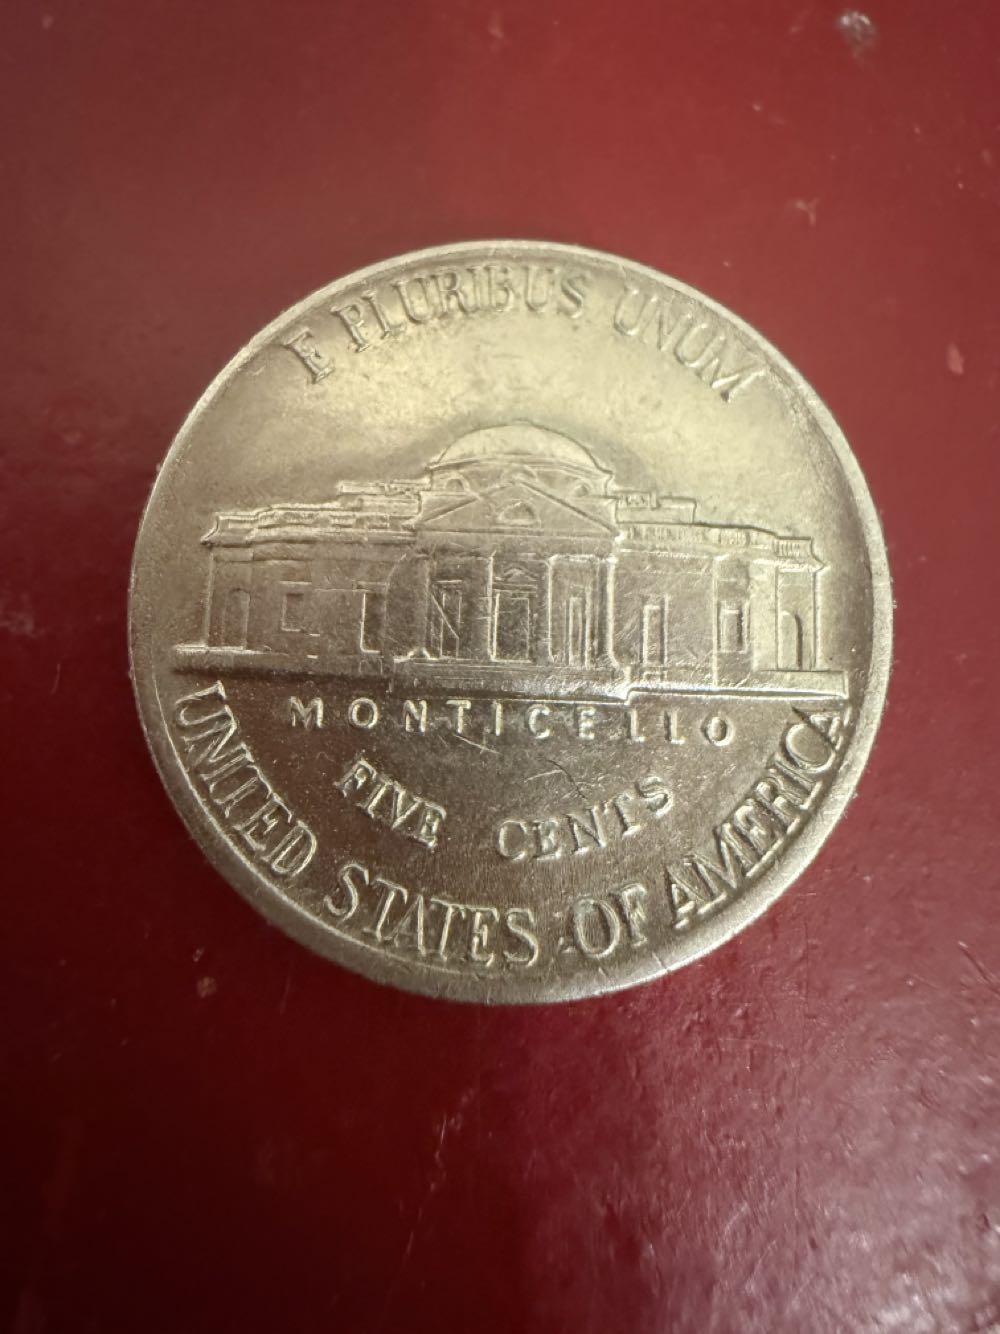 E PLURIBUS UNUM
MONTICELLO
FIVE CENTS
UNITED STATES OF AMERICA